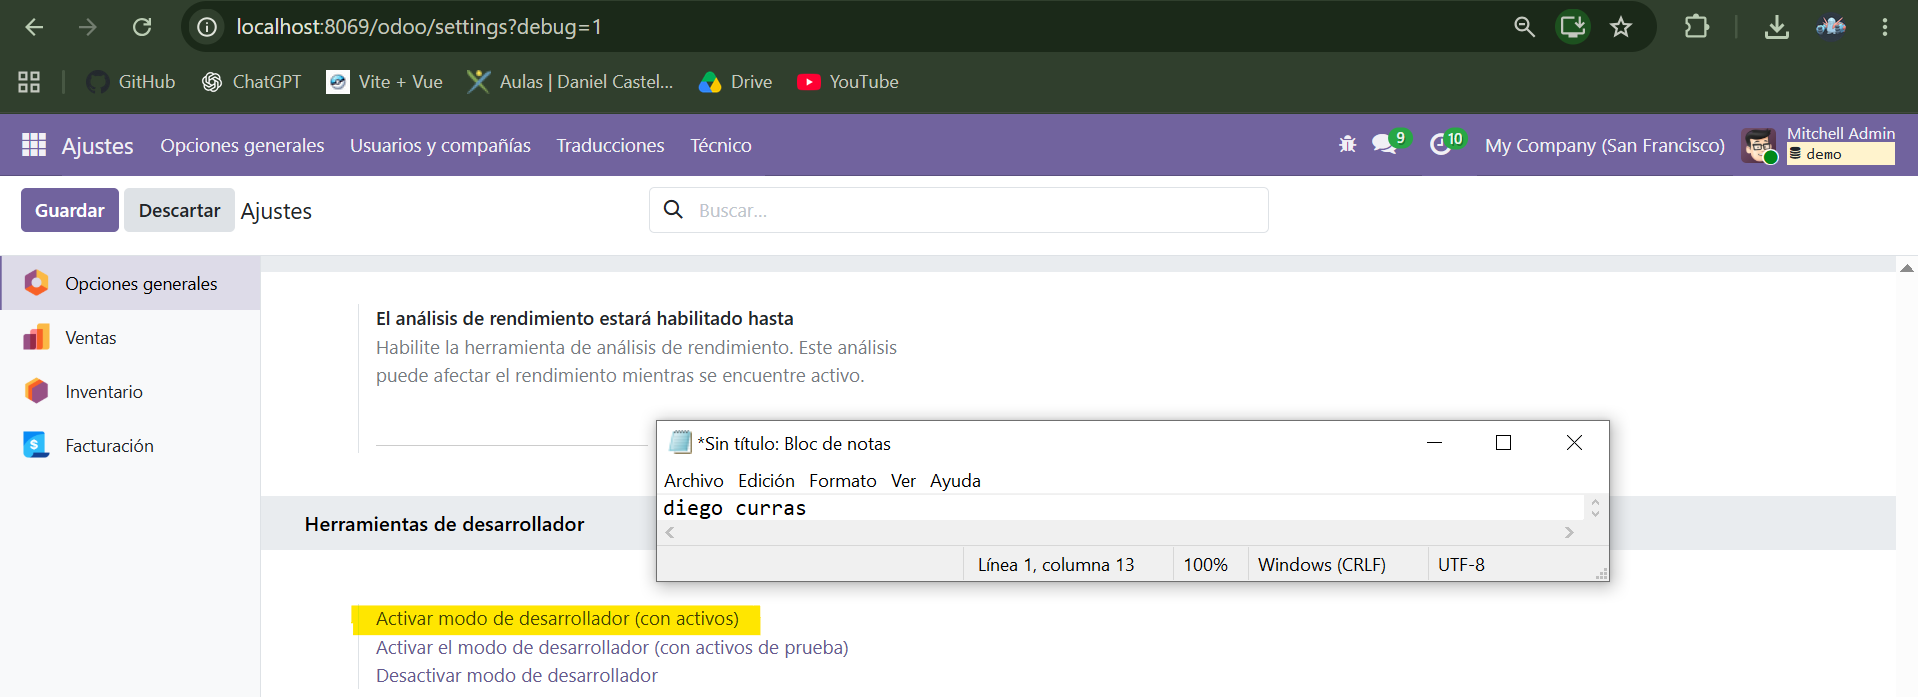 localhost:8069/odoo/settings?debug=1
GitHub ChatGPT Vite + Vue Aulas | Daniel Castel... Drive YouTube
Ajustes Opciones generales Usuarios y compañías Traducciones Técnico 9 10 My Company (San Francisco) Mitchell Admin
demo
Guardar Descartar Ajustes Buscar...
Opciones generales
Ventas
Inventario
Facturación
El análisis de rendimiento estará habilitado hasta
Habilite la herramienta de análisis de rendimiento. Este análisis
puede afectar el rendimiento mientras se encuentre activo.
*Sin título: Bloc de notas
Archivo Edición Formato Ver Ayuda
diego curras
Línea 1, columna 13 100% Windows (CRLF) UTF-8
Herramientas de desarrollador
Activar modo de desarrollador (con activos)
Activar el modo de desarrollador (con activos de prueba)
Desactivar modo de desarrollador